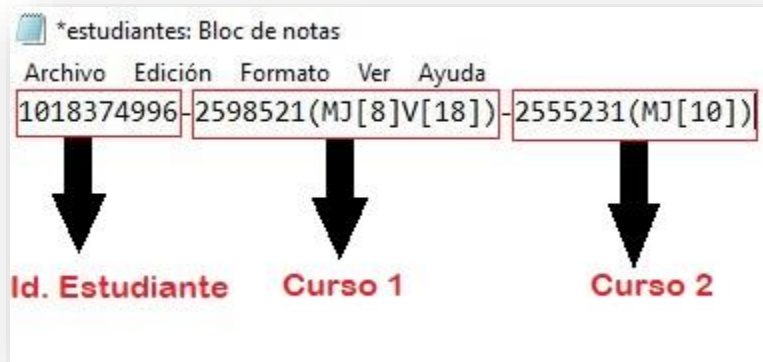 *estudiantes: Bloc de notas
Archivo Edición Formato Ver Ayuda
1018374996-2598521(MJ[8]V[18])-2555231(MJ[10])
Id. Estudiante Curso 1 Curso 2